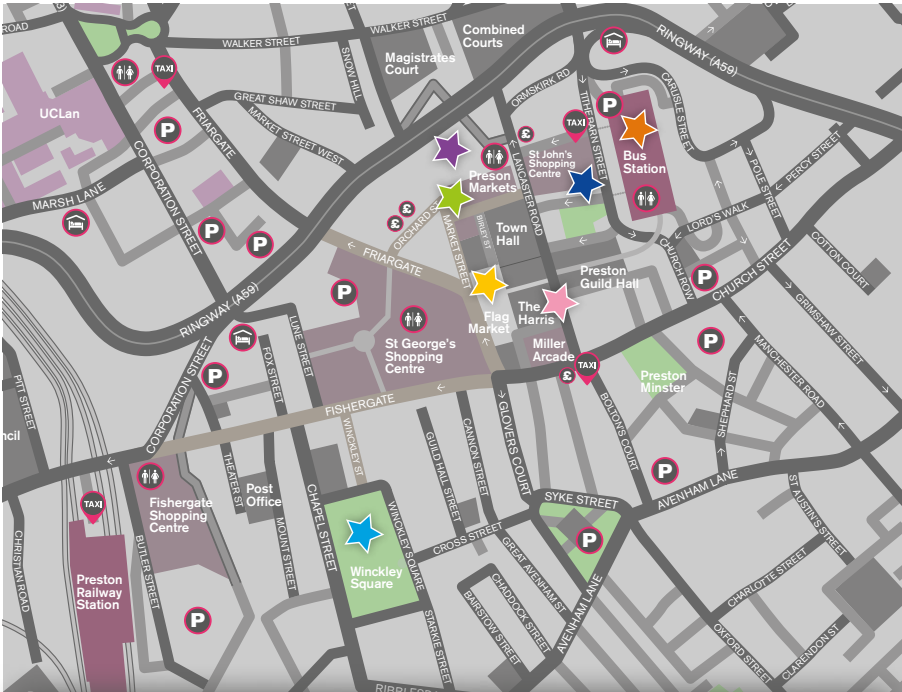 ROAD
WALKER STREET
WALKER STREET
Combined
Courts
Magistrates
Court
RINGWAY (A59)
SNOW HILL
TAXI
UCLan
GREAT SHAW STREET
MARKET STREET WEST
FRIARGATE
P
CORPORATION STREET
MARSH LANE
ORMSKIRK RD
TITHEBARN STREET
CARLISLE STREET
P
TAXI
£
St John's
Shopping
Centre
Bus
Station
LANCASTER ROAD
Preson
Markets
PERCY STREET
POLE STREET
LORD'S WALK
££
ORCHARD ST
MARKET STREET
BIRLEY ST
Town
Hall
P
P
FRIARGATE
CHURCH ROW
CHURCH STREET
COTTON COURT
Preston
Guild Hall
P
P
GRIMSHAW STREET
RINGWAY (A59)
Flag
Market
The
Harris
Miller
Arcade
LUNE STREET
St George's
Shopping
Centre
P
MANCHESTER ROAD
FOX STREET
£
TAXI
Preston
Minster
P
PITT STREET
CORPORATION STREET
FISHERGATE
SHEPHERD ST
BOLTON'S COURT
GLOVERS COURT
CANNON STREET
GUILD HALL STREET
WINCKLEY ST
ncil
THEATER ST
Post
Office
P
AVENHAM LANE
SYKE STREET
ST AUSTIN'S STREET
TAXI
Fishergate
Shopping
Centre
CHAPEL STREET
WINCKLEY SQUARE
CROSS STREET
P
CHRISTIAN ROAD
BUTLER STREET
MOUNT STREET
Winckley
Square
GREAT AVENHAM ST
CHADDOCK STREET
BAIRSTOW STREET
AVENHAM LANE
Preston
Railway
Station
P
STARKIE STREET
CHARLOTTE STREET
OXFORD STREET
CLARENDON ST